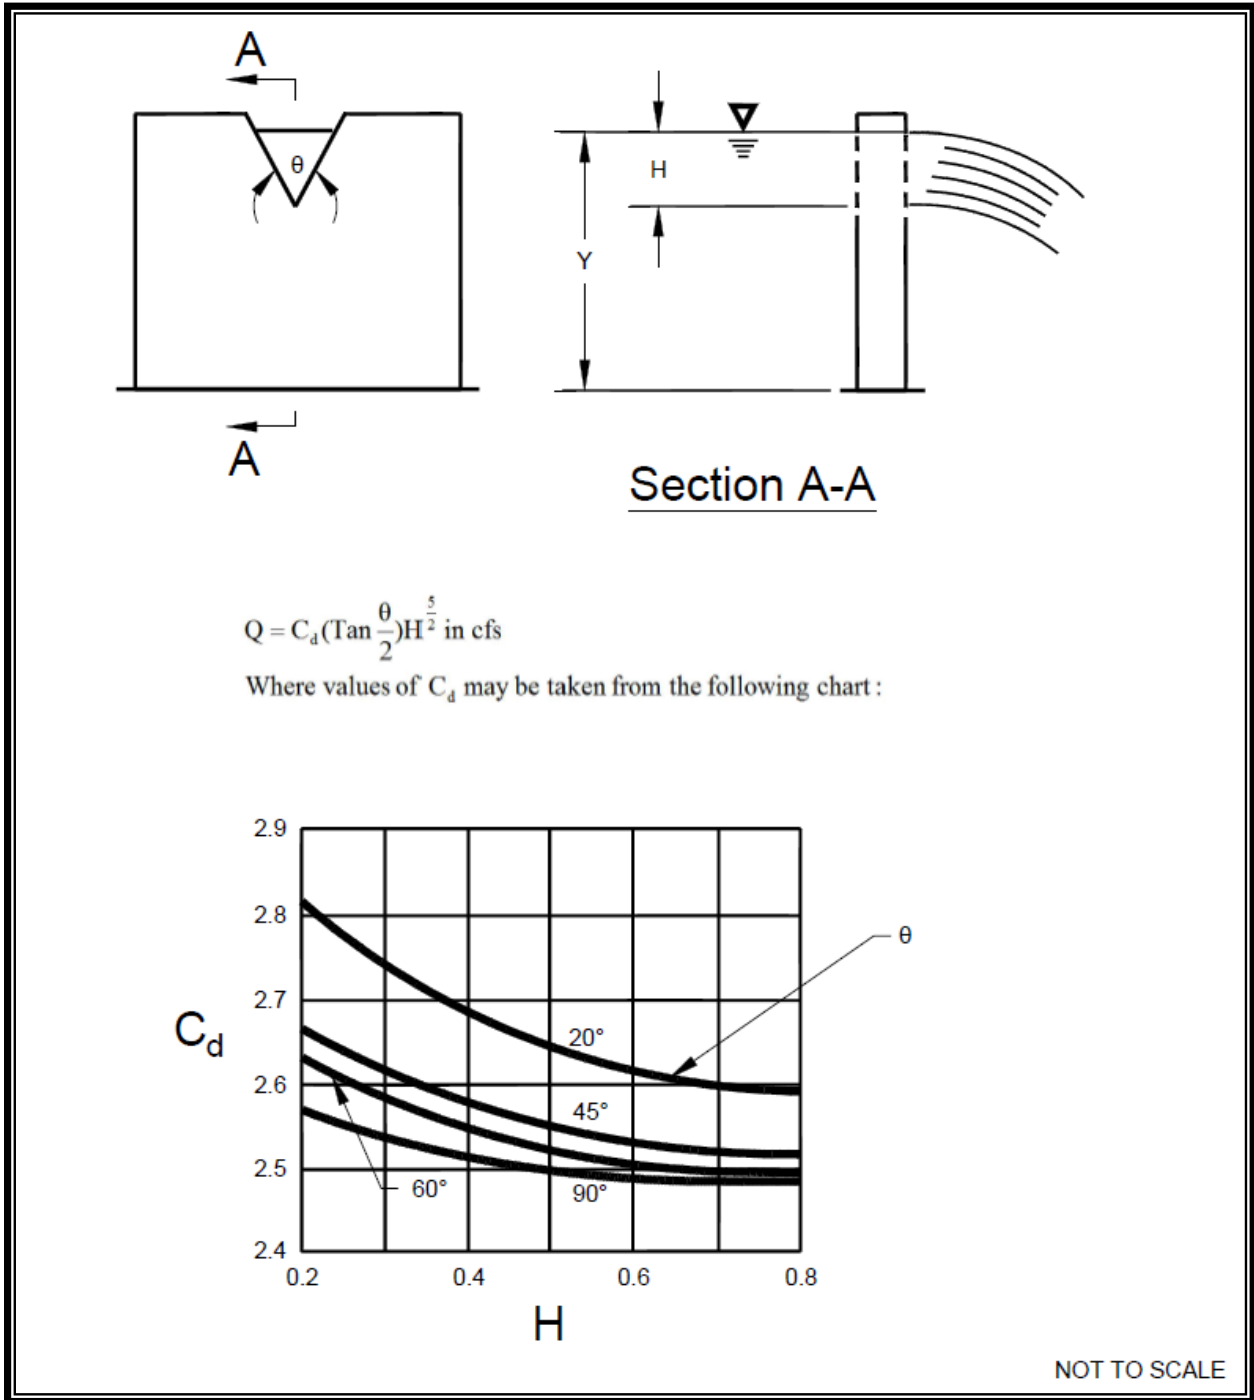 A
θ
H
Y
A
Section A-A
Q = C_d(Tan θ/2)H^(5/2) in cfs
Where values of C_d may be taken from the following chart :
2.9
2.8
2.7
2.6
2.5
2.4
C_d
θ
20°
45°
60°
90°
0.2
0.4
0.6
0.8
H
NOT TO SCALE